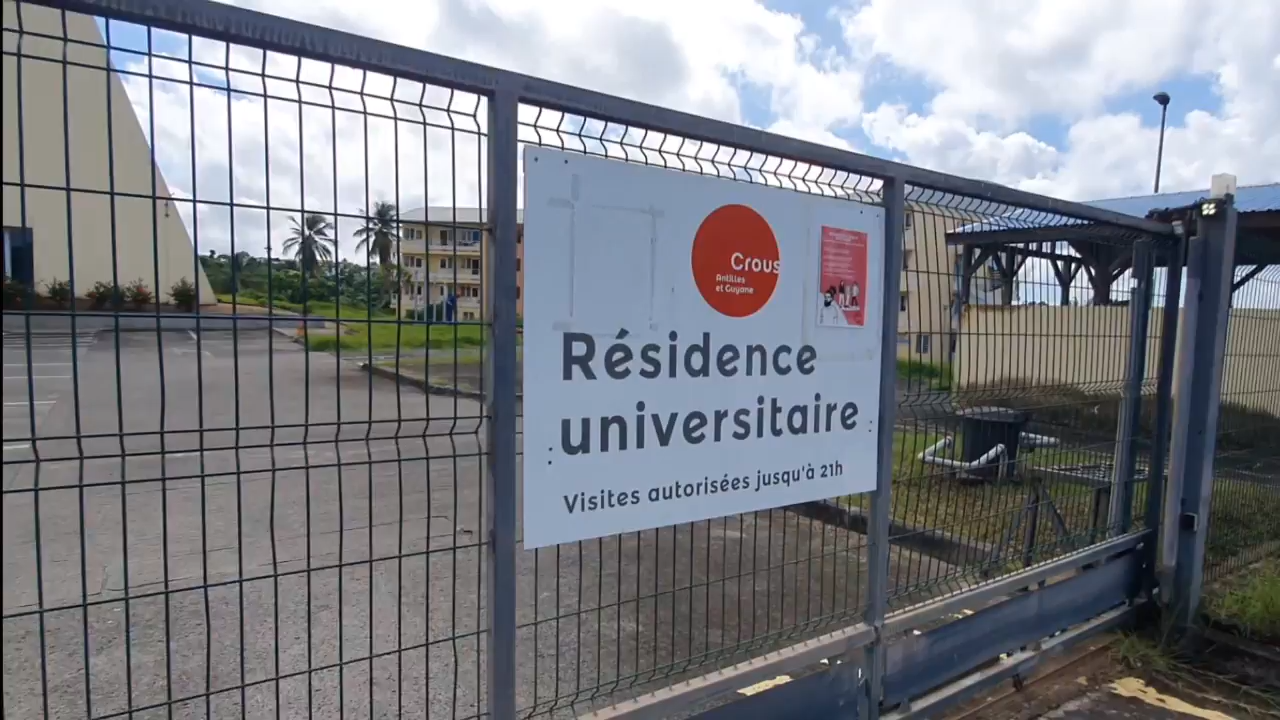 Crous
Antilles
et Guyane
Résidence
universitaire
Visites autorisées jusqu'à 21h